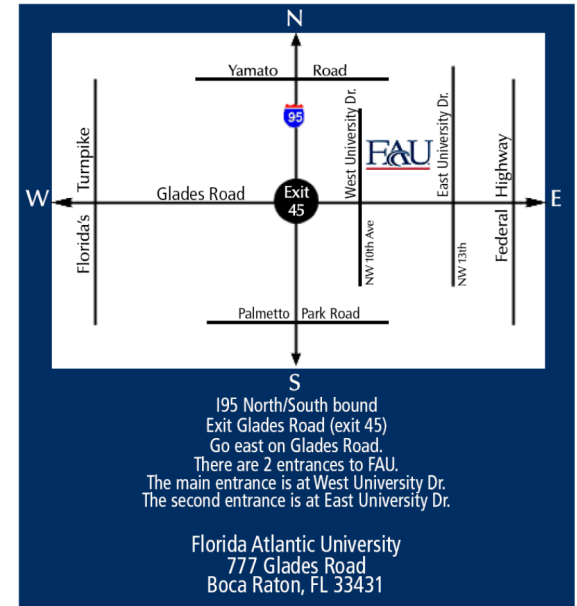 N
Yamato Road
95
West University Dr.
East University Dr.
FAU
Florida's Turnpike
Federal Highway
W
Glades Road
Exit
45
E
NW 10th Ave
NW 13th
Palmetto Park Road
S
I95 North/South bound
Exit Glades Road (exit 45)
Go east on Glades Road.
There are 2 entrances to FAU.
The main entrance is at West University Dr.
The second entrance is at East University Dr.
Florida Atlantic University
777 Glades Road
Boca Raton, FL 33431